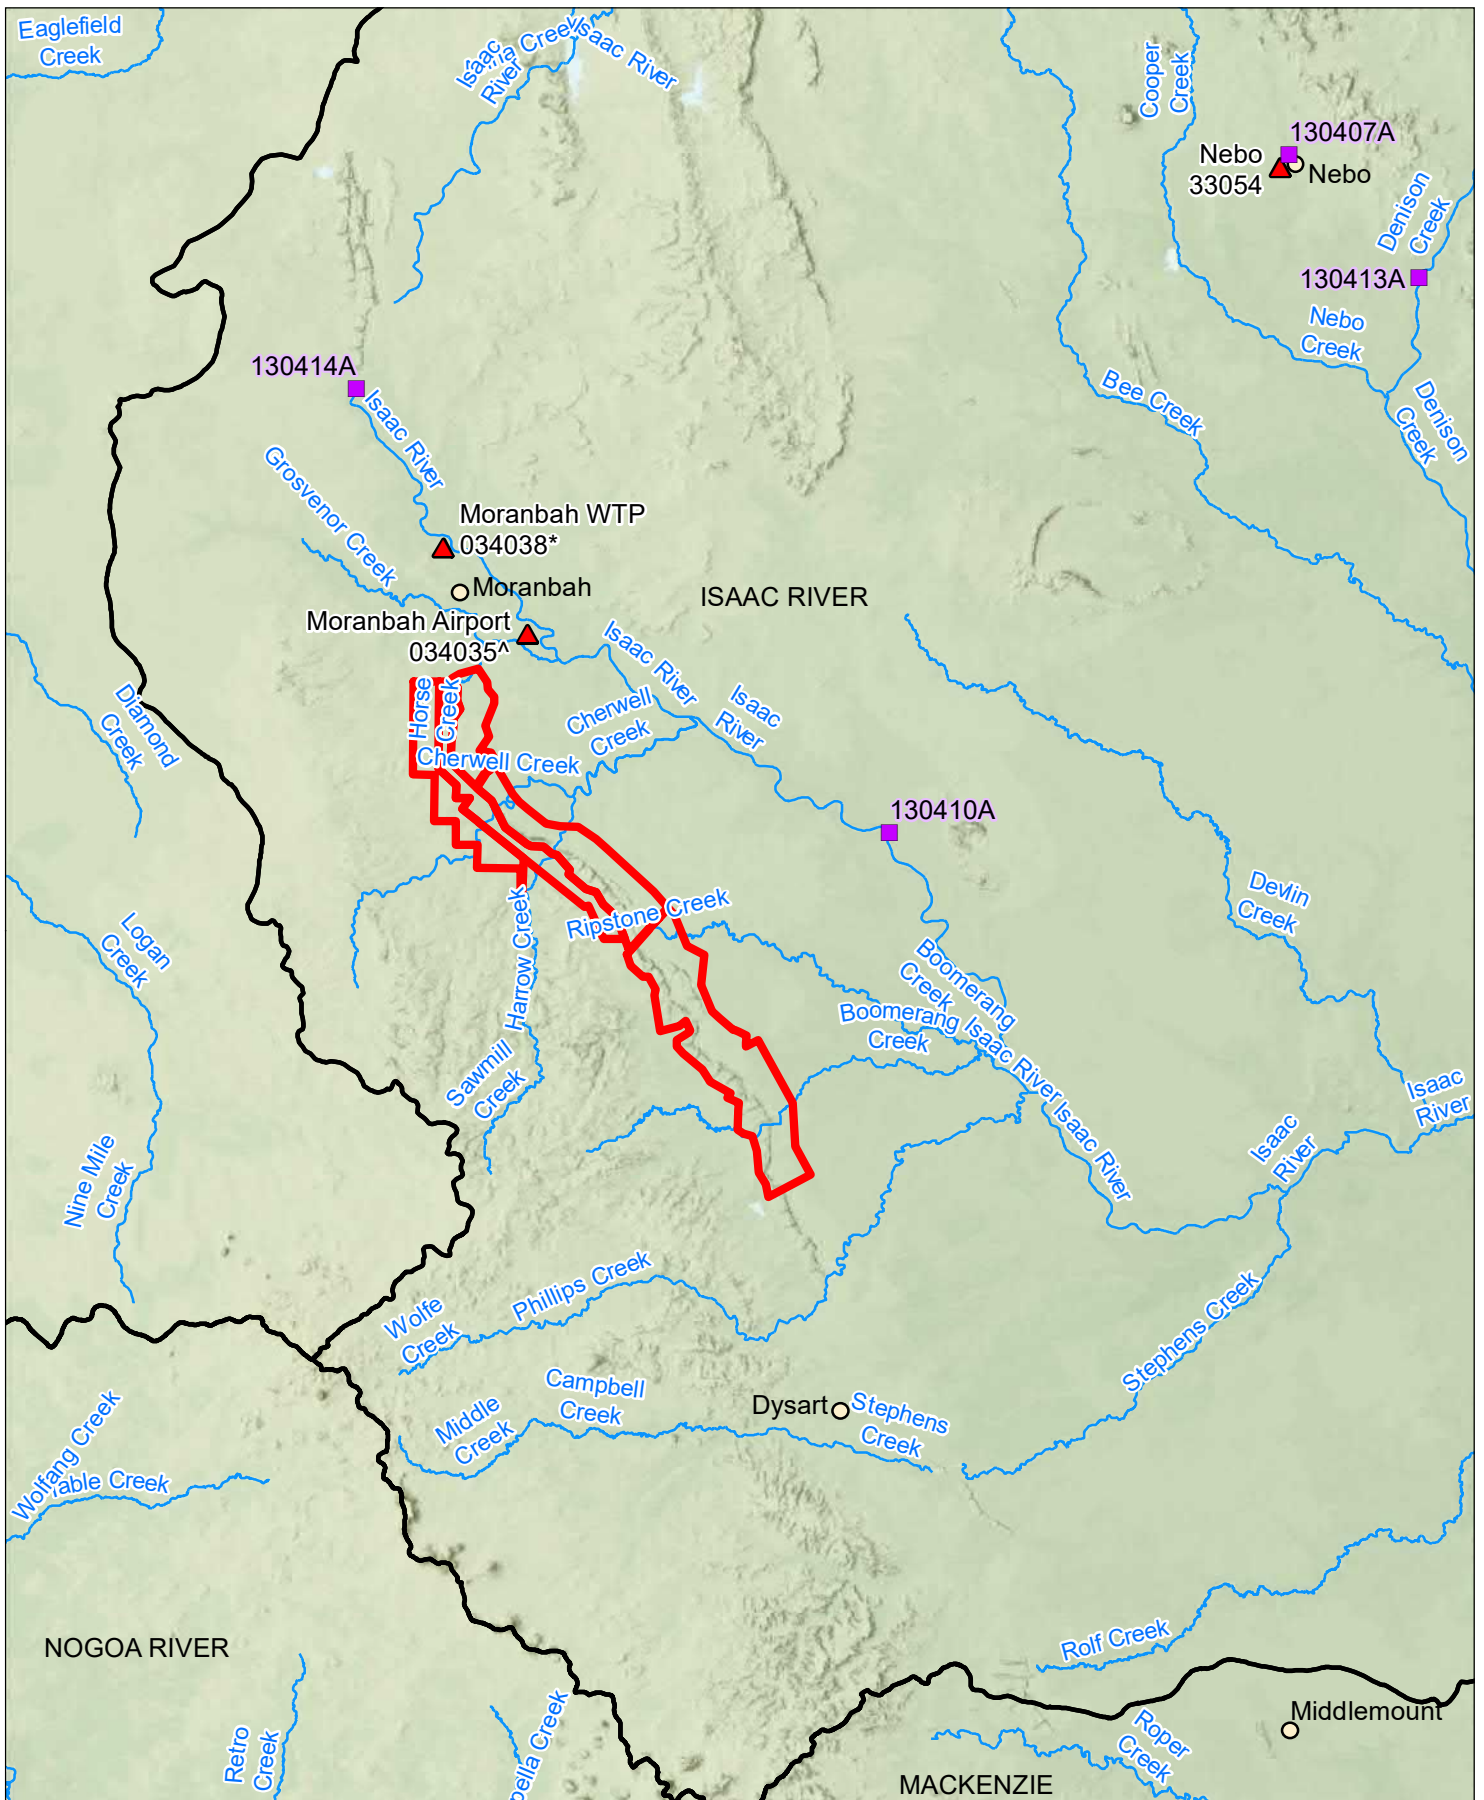 Eaglefield
Creek
Isaac
River
Creek
Isaac River
Cooper
Creek
130407A
Nebo
33054
Nebo
Denison
Creek
130413A
Nebo
Creek
130414A
Isaac River
Bee Creek
Denison
Creek
Grosvenor Creek
Moranbah WTP
034038*
Moranbah
ISAAC RIVER
Moranbah Airport
034035^
Isaac River
Isaac
River
Horse
Creek
Cherwell
Creek
Cherwell Creek
Diamond
Creek
130410A
Devlin
Creek
Ripstone Creek
Harrow Creek
Logan
Creek
Boomerang
Creek
Boomerang
Creek
Isaac River
Isaac River
Sawmill
Creek
Isaac
River
Isaac
River
Nine Mile
Creek
Phillips Creek
Wolfe
Creek
Stephens Creek
Campbell
Creek
Middle
Creek
Dysart
Stephens
Creek
Wolfang Creek
Table Creek
NOGOA RIVER
Rolf Creek
Retro
Creek
Creek
Roper
Creek
Middlemount
MACKENZIE